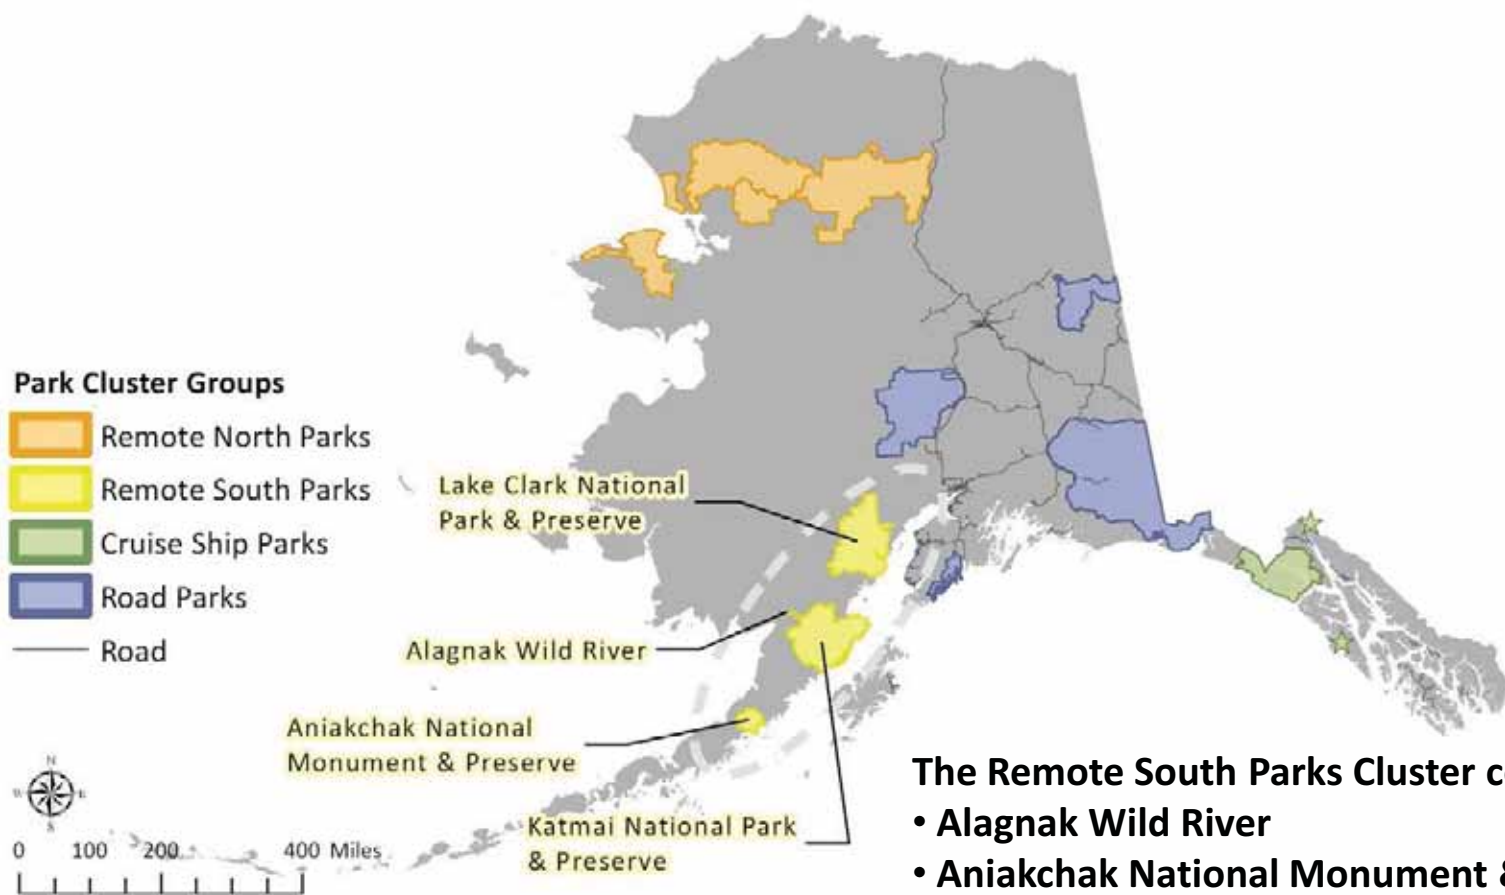 Park Cluster Groups
Remote North Parks
Remote South Parks
Cruise Ship Parks
Road Parks
Road
Lake Clark National
Park & Preserve
Alagnak Wild River
Aniakchak National
Monument & Preserve
Katmai National Park
& Preserve
N
W E
S
0 100 200 400 Miles
The Remote South Parks Cluster c
• Alagnak Wild River
• Aniakchak National Monument &